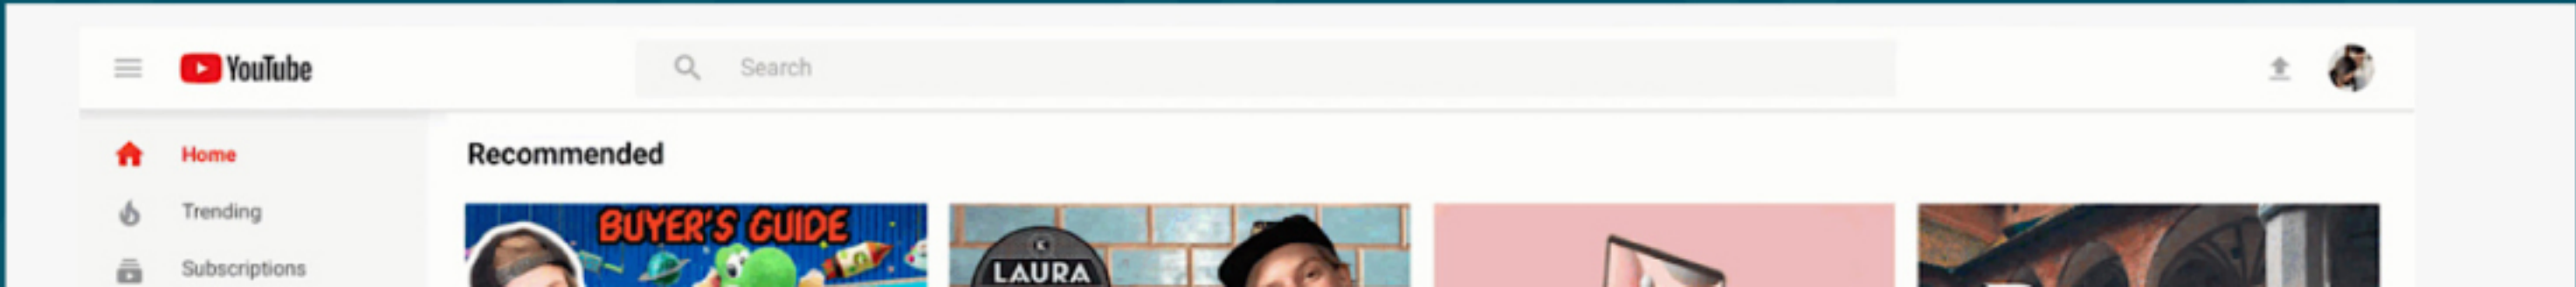 YouTube
Search
Home
Recommended
Trending
Subscriptions
BUYER'S GUIDE
K
LAURA